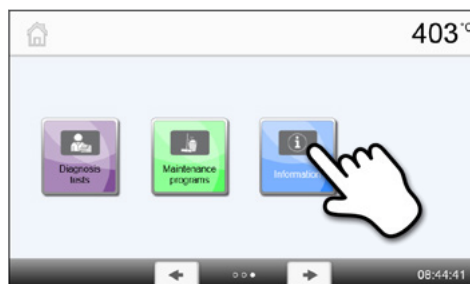 403°C
Diagnosis
tests
Maintenance
programs
Information
08:44:41